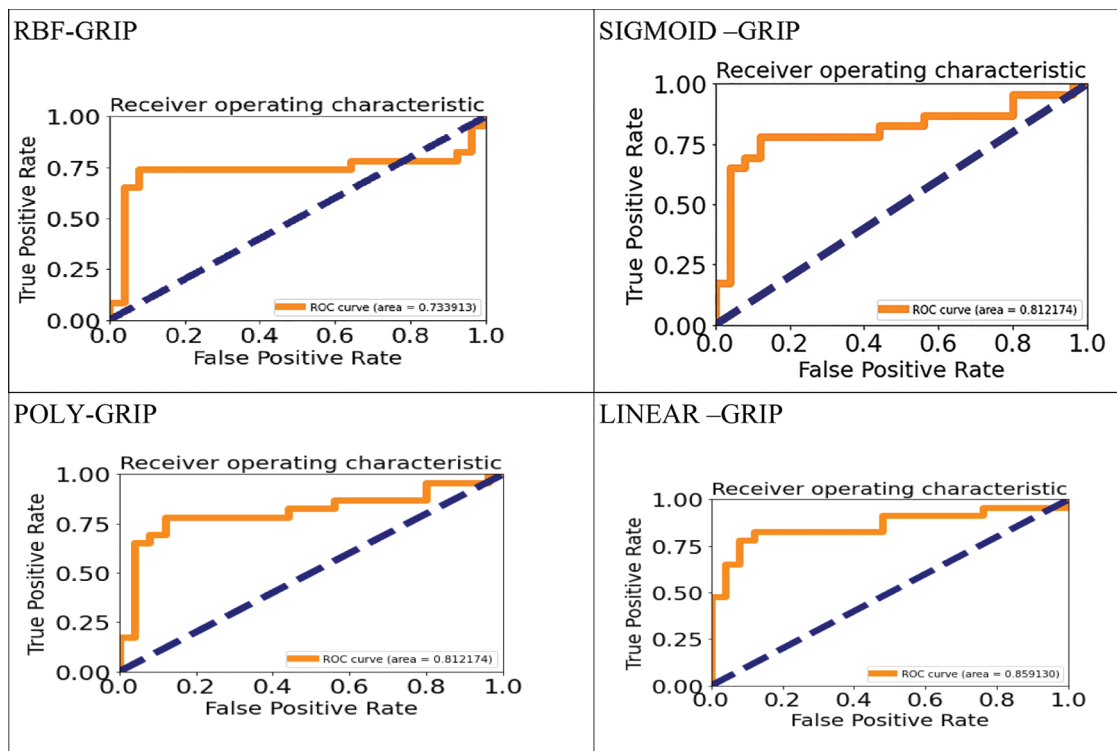 RBF-GRIP
Receiver operating characteristic
True Positive Rate
1.00
0.75
0.50
0.25
0.00
ROC curve (area = 0.733913)
0.0 0.2 0.4 0.6 0.8 1.0
False Positive Rate
SIGMOID –GRIP
Receiver operating characteristic
True Positive Rate
1.00
0.75
0.50
0.25
0.00
ROC curve (area = 0.812174)
0.0 0.2 0.4 0.6 0.8 1.0
False Positive Rate
POLY-GRIP
Receiver operating characteristic
True Positive Rate
1.00
0.75
0.50
0.25
0.00
ROC curve (area = 0.812174)
0.0 0.2 0.4 0.6 0.8 1.0
False Positive Rate
LINEAR –GRIP
Receiver operating characteristic
True Positive Rate
1.00
0.75
0.50
0.25
0.00
ROC curve (area = 0.859130)
0.0 0.2 0.4 0.6 0.8 1.0
False Positive Rate